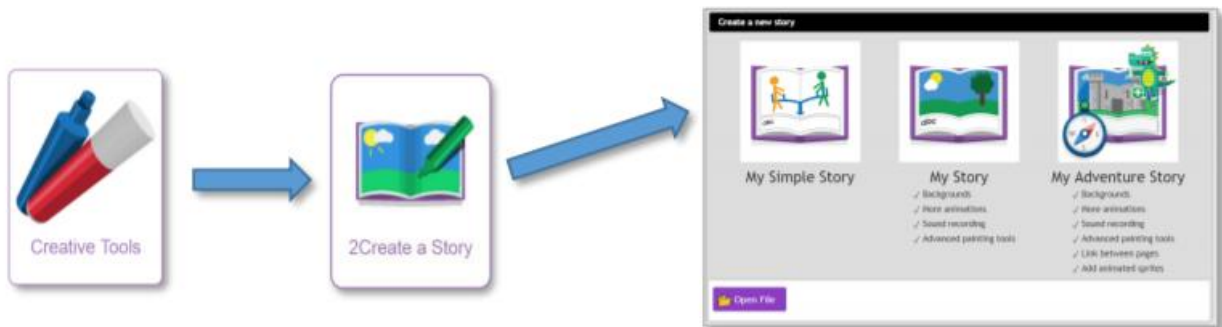 Creative Tools
2Create a Story
Create a new story
My Simple Story
My Story
✓ Backgrounds
✓ More animations
✓ Sound recording
✓ Advanced painting tools
My Adventure Story
✓ Backgrounds
✓ More animations
✓ Sound recording
✓ Advanced painting tools
✓ Link between pages
✓ Add animated sprites
Open File